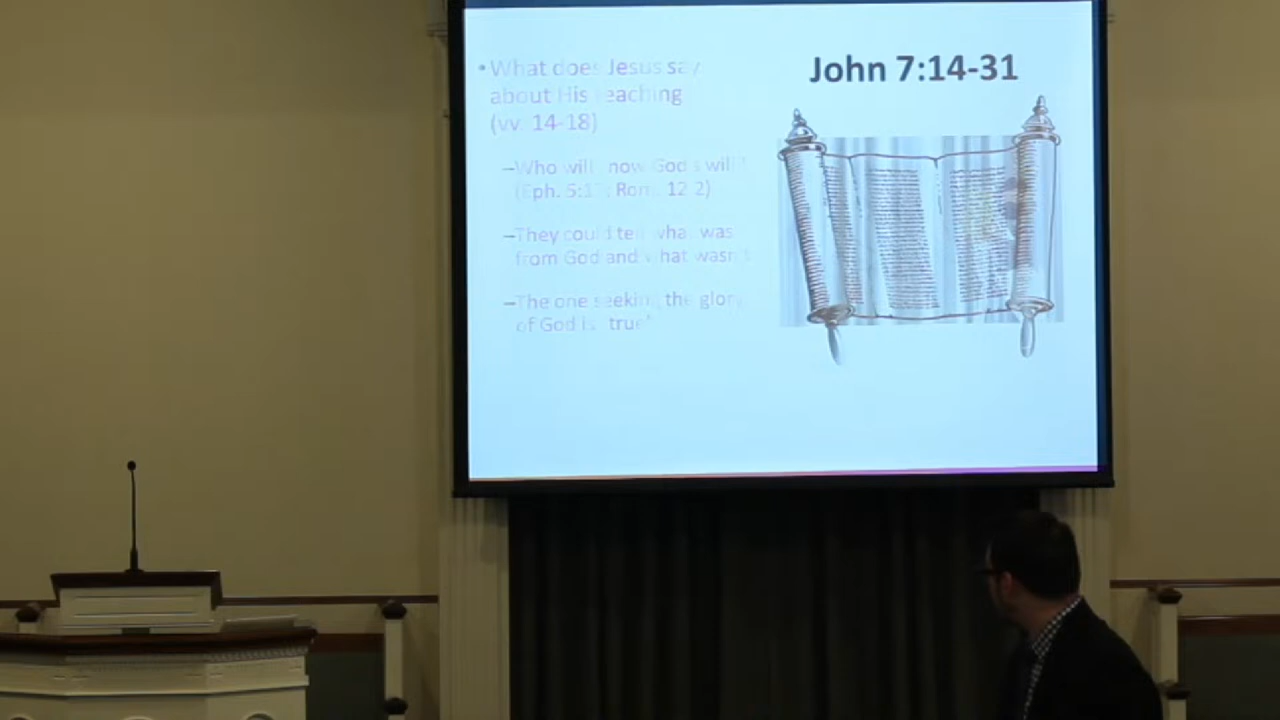 • What does Jesus say
about His teaching
(vv. 14-18)
–Who will know God's will?
(Eph. 5:17; Rom. 12:2)
–They could tell what was
from God and what wasn't
–The one seeking the glory
of God is "true"
John 7:14-31